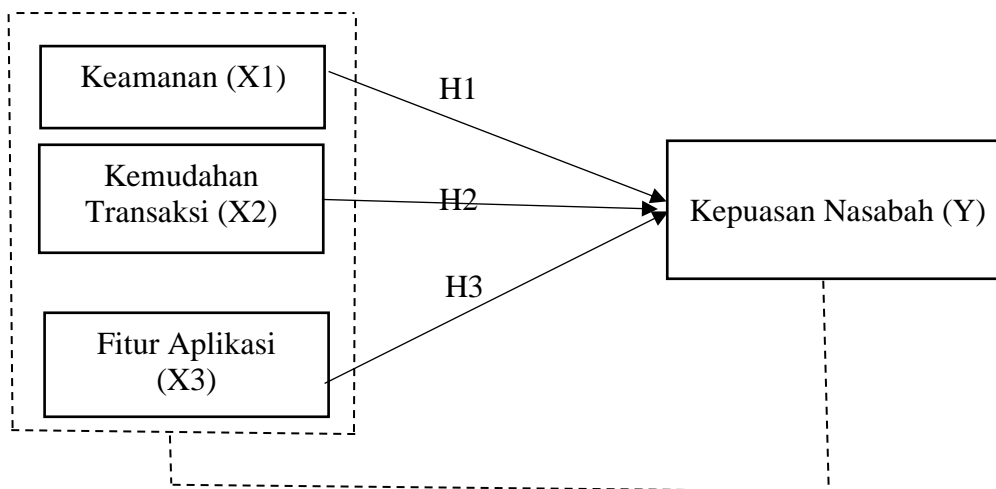 Keamanan (X1)
H1
Kemudahan
Transaksi (X2)
H2
Kepuasan Nasabah (Y)
H3
Fitur Aplikasi
(X3)